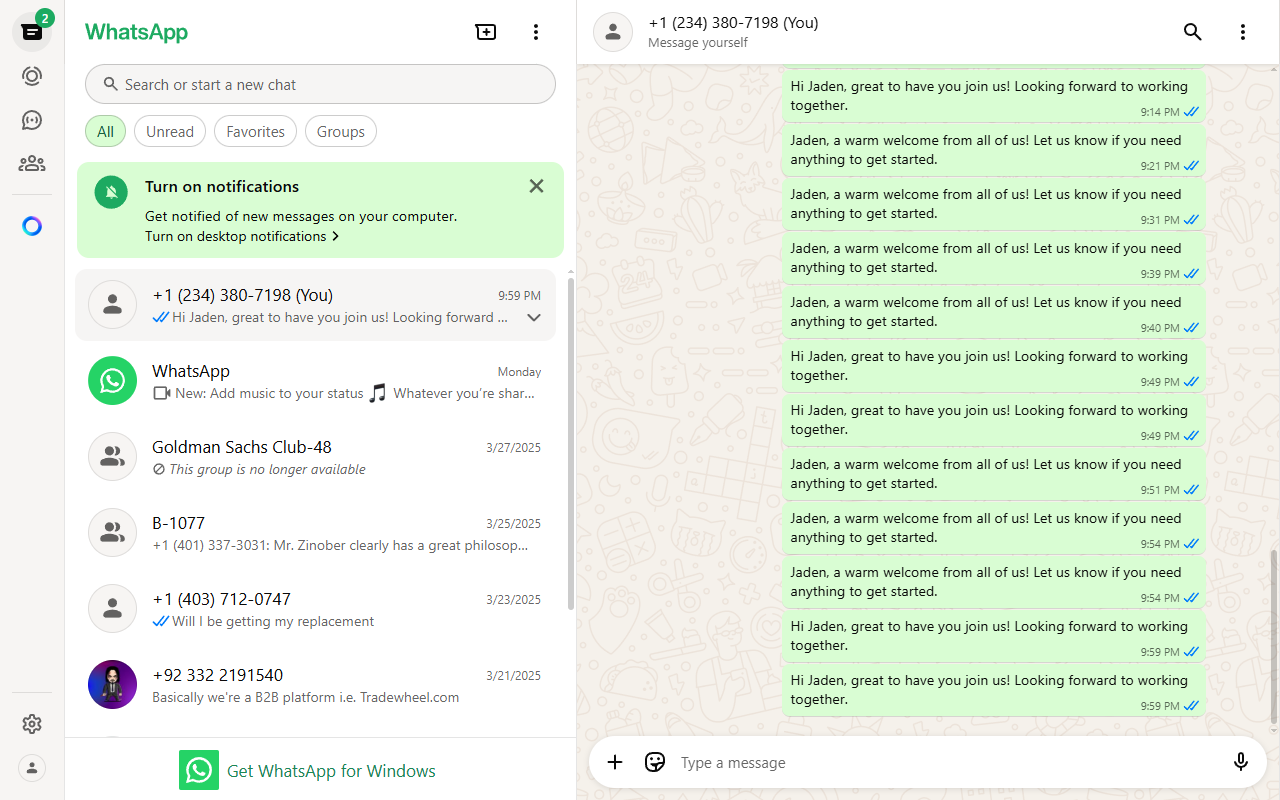 2
WhatsApp
Search or start a new chat
All
Unread
Favorites
Groups
Turn on notifications
Get notified of new messages on your computer.
Turn on desktop notifications
+1 (234) 380-7198 (You)
9:59 PM
Hi Jaden, great to have you join us! Looking forward ...
WhatsApp
Monday
New: Add music to your status 🎵 Whatever you're shar...
Goldman Sachs Club-48
3/27/2025
This group is no longer available
B-1077
3/25/2025
+1 (401) 337-3031: Mr. Zinober clearly has a great philosop...
+1 (403) 712-0747
3/23/2025
Will I be getting my replacement
+92 332 2191540
3/21/2025
Basically we're a B2B platform i.e. Tradewheel.com
Get WhatsApp for Windows
+1 (234) 380-7198 (You)
Message yourself
Hi Jaden, great to have you join us! Looking forward to working
together.
9:14 PM
Jaden, a warm welcome from all of us! Let us know if you need
anything to get started.
9:21 PM
Jaden, a warm welcome from all of us! Let us know if you need
anything to get started.
9:31 PM
Jaden, a warm welcome from all of us! Let us know if you need
anything to get started.
9:39 PM
Jaden, a warm welcome from all of us! Let us know if you need
anything to get started.
9:40 PM
Hi Jaden, great to have you join us! Looking forward to working
together.
9:49 PM
Hi Jaden, great to have you join us! Looking forward to working
together.
9:49 PM
Jaden, a warm welcome from all of us! Let us know if you need
anything to get started.
9:51 PM
Jaden, a warm welcome from all of us! Let us know if you need
anything to get started.
9:54 PM
Jaden, a warm welcome from all of us! Let us know if you need
anything to get started.
9:54 PM
Hi Jaden, great to have you join us! Looking forward to working
together.
9:59 PM
Hi Jaden, great to have you join us! Looking forward to working
together.
9:59 PM
Type a message